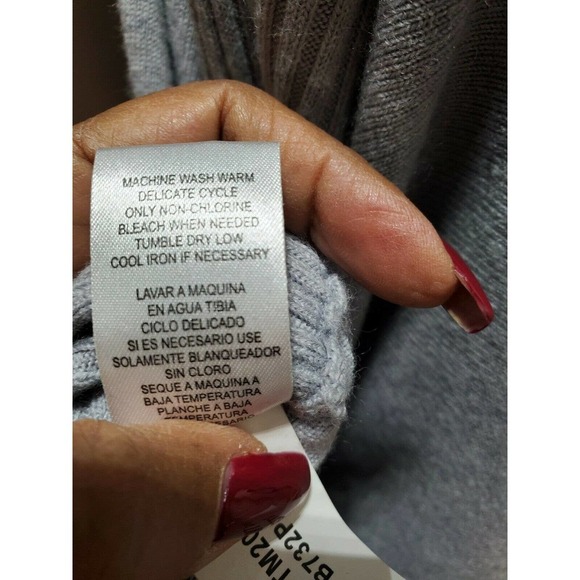 MACHINE WASH WARM
DELICATE CYCLE
ONLY NON-CHLORINE
BLEACH WHEN NEEDED
TUMBLE DRY LOW
COOL IRON IF NECESSARY
LAVAR A MAQUINA
EN AGUA TIBIA
CICLO DELICADO
SI ES NECESARIO USE
SOLAMENTE BLANQUEADOR
SIN CLORO
SEQUE A MAQUINA A
BAJA TEMPERATURA
PLANCHE A BAJA
TEMPERATURA
B732P